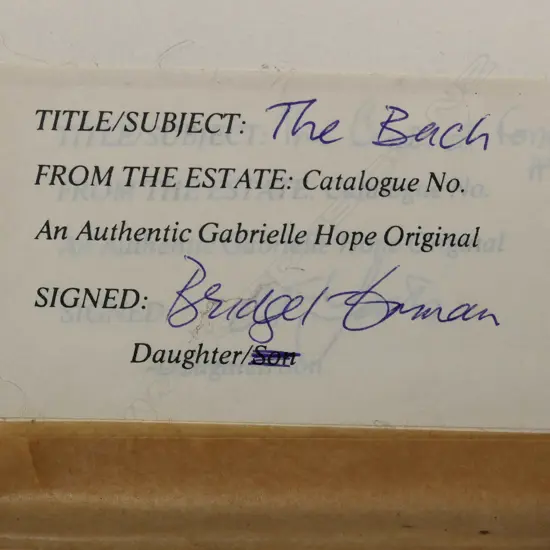 TITLE/SUBJECT: The Bach
FROM THE ESTATE: Catalogue No.
An Authentic Gabrielle Hope Original
SIGNED: Bridget
Daughter/Son